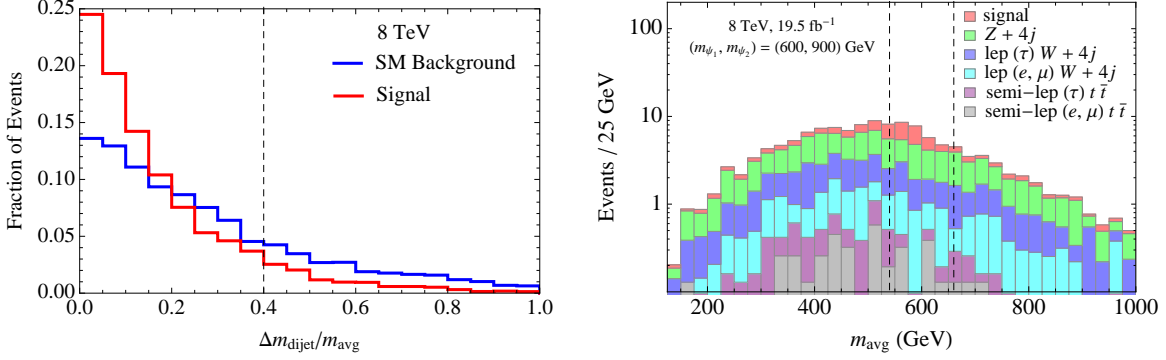 0.25
0.20
0.15
0.10
0.05
0.00
Fraction of Events
8 TeV
SM Background
Signal
0.0 0.2 0.4 0.6 0.8 1.0
Δm_dijet/m_avg
100
10
1
Events / 25 GeV
8 TeV, 19.5 fb⁻¹
(m_ψ₁, m_ψ₂) = (600, 900) GeV
signal
Z + 4j
lep (τ) W + 4j
lep (e, μ) W + 4j
semi−lep (τ) t t̄
semi−lep (e, μ) t t̄
200 400 600 800 1000
m_avg (GeV)